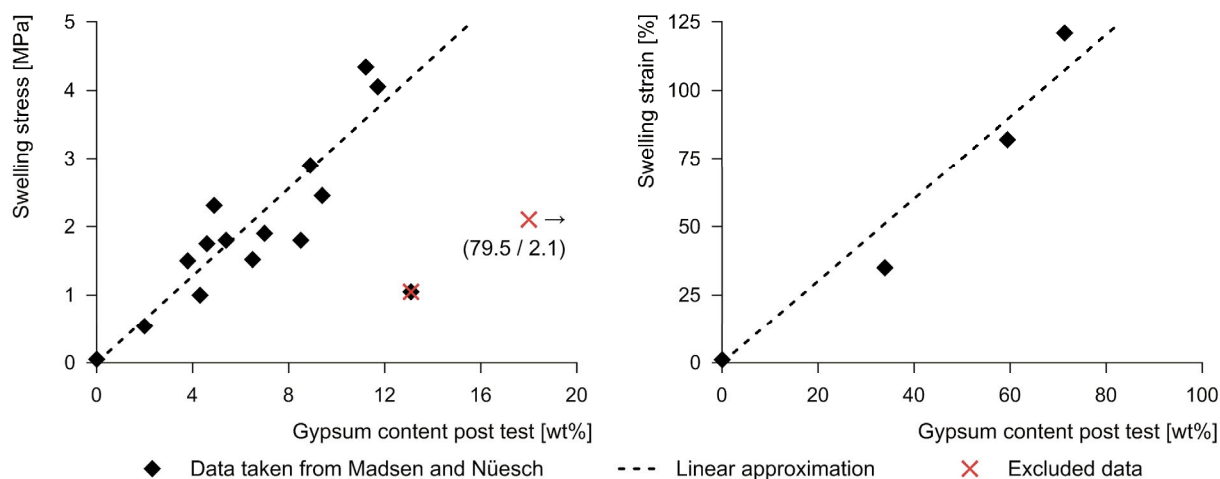 Swelling stress [MPa]
5
4
3
2
1
0
0 4 8 12 16 20
Gypsum content post test [wt%]
→
(79.5 / 2.1)
Swelling strain [%]
125
100
75
50
25
0
0 20 40 60 80 100
Gypsum content post test [wt%]
Data taken from Madsen and Nüesch
Linear approximation
Excluded data